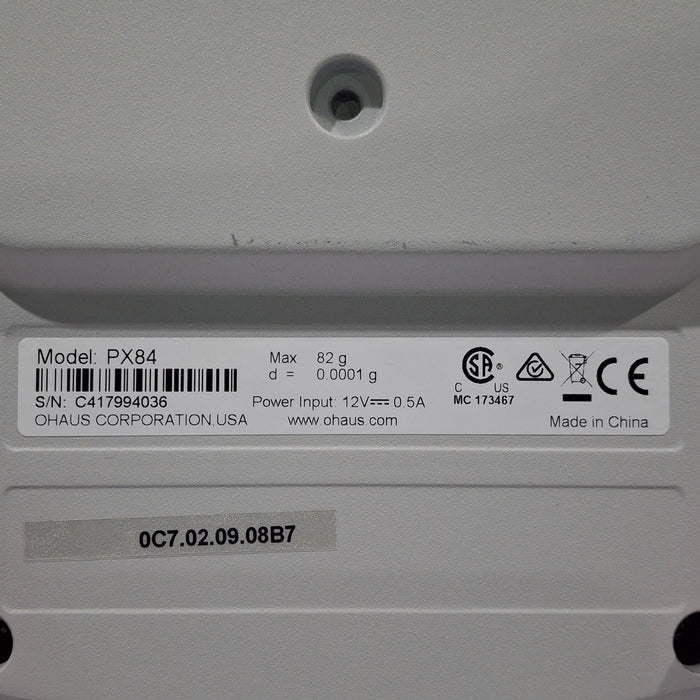 Model: PX84
S/N: C417994036
OHAUS CORPORATION,USA
Max 82 g
d = 0.0001 g
Power Input: 12V⎓ 0.5A
www.ohaus.com
SA ®
C US
MC 173467
CE
Made in China
0C7.02.09.08B7